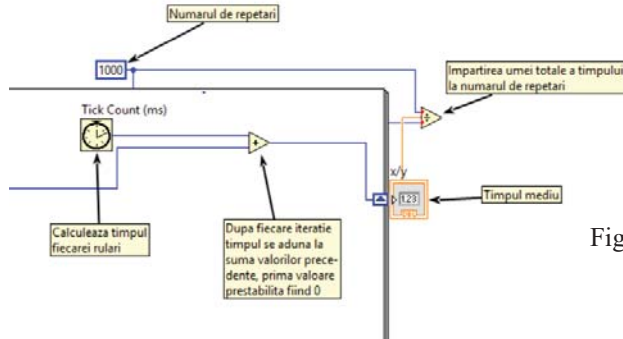 Numarul de repetari
1000
Impartirea umei totale a timpului
la numarul de repetari
Tick Count (ms)
x/y
1.23
Timpul mediu
Calculeaza timpul
fiecarei rulari
Dupa fiecare iteratie
timpul se aduna la
suma valorilor prece-
dente, prima valoare
prestabilita fiind 0
Fig